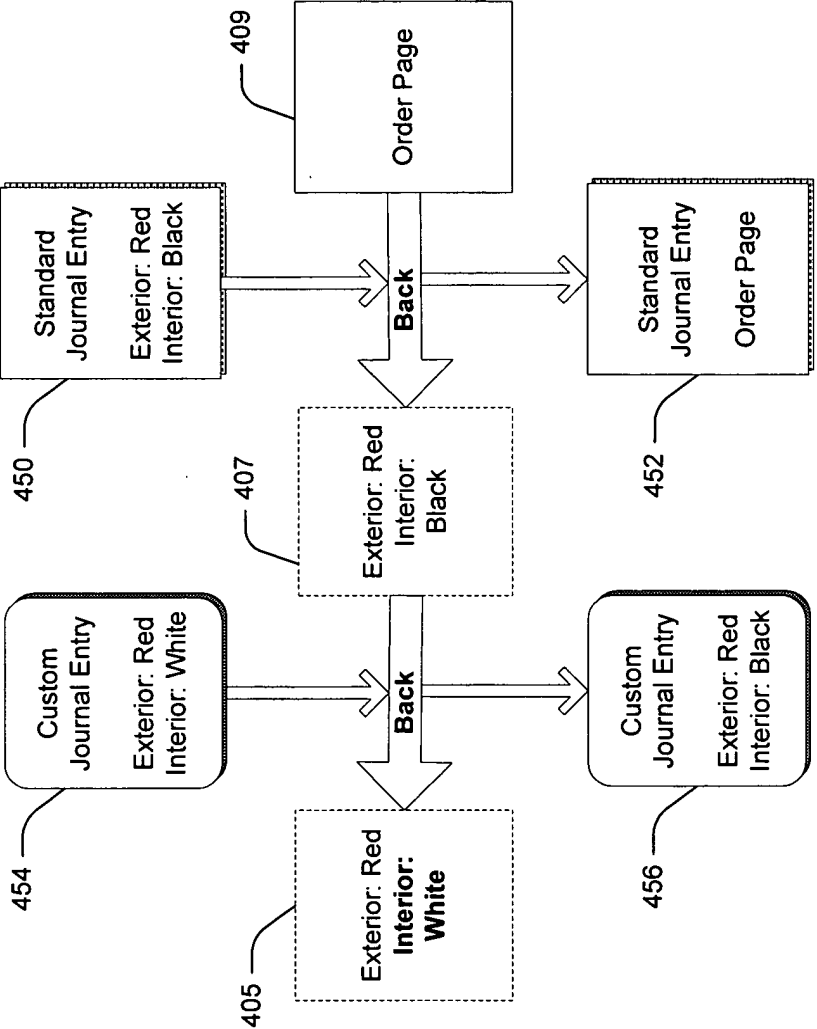 454
Custom
Journal Entry
Exterior: Red
Interior: White
450
Standard
Journal Entry
Exterior: Red
Interior: Black
405
Exterior: Red
Interior:
White
Back
407
Exterior: Red
Interior:
Black
Back
409
Order Page
456
Custom
Journal Entry
Exterior: Red
Interior: Black
452
Standard
Journal Entry
Order Page